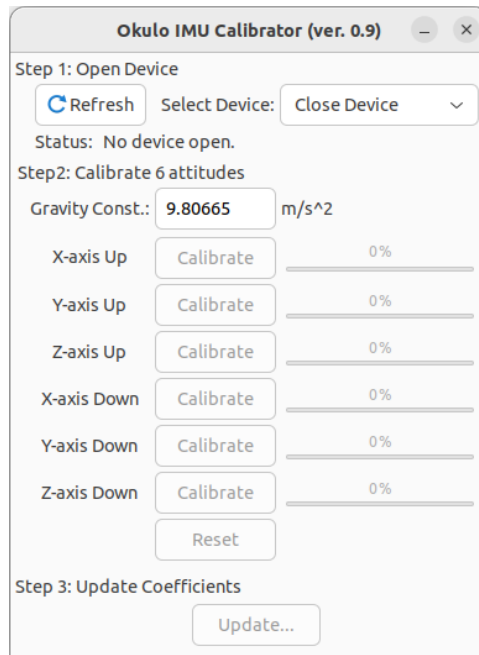 Okulo IMU Calibrator (ver. 0.9)
Step 1: Open Device
Refresh Select Device: Close Device
Status: No device open.
Step2: Calibrate 6 attitudes
Gravity Const.: 9.80665 m/s^2
X-axis Up Calibrate 0%
Y-axis Up Calibrate 0%
Z-axis Up Calibrate 0%
X-axis Down Calibrate 0%
Y-axis Down Calibrate 0%
Z-axis Down Calibrate 0%
Reset
Step 3: Update Coefficients
Update...